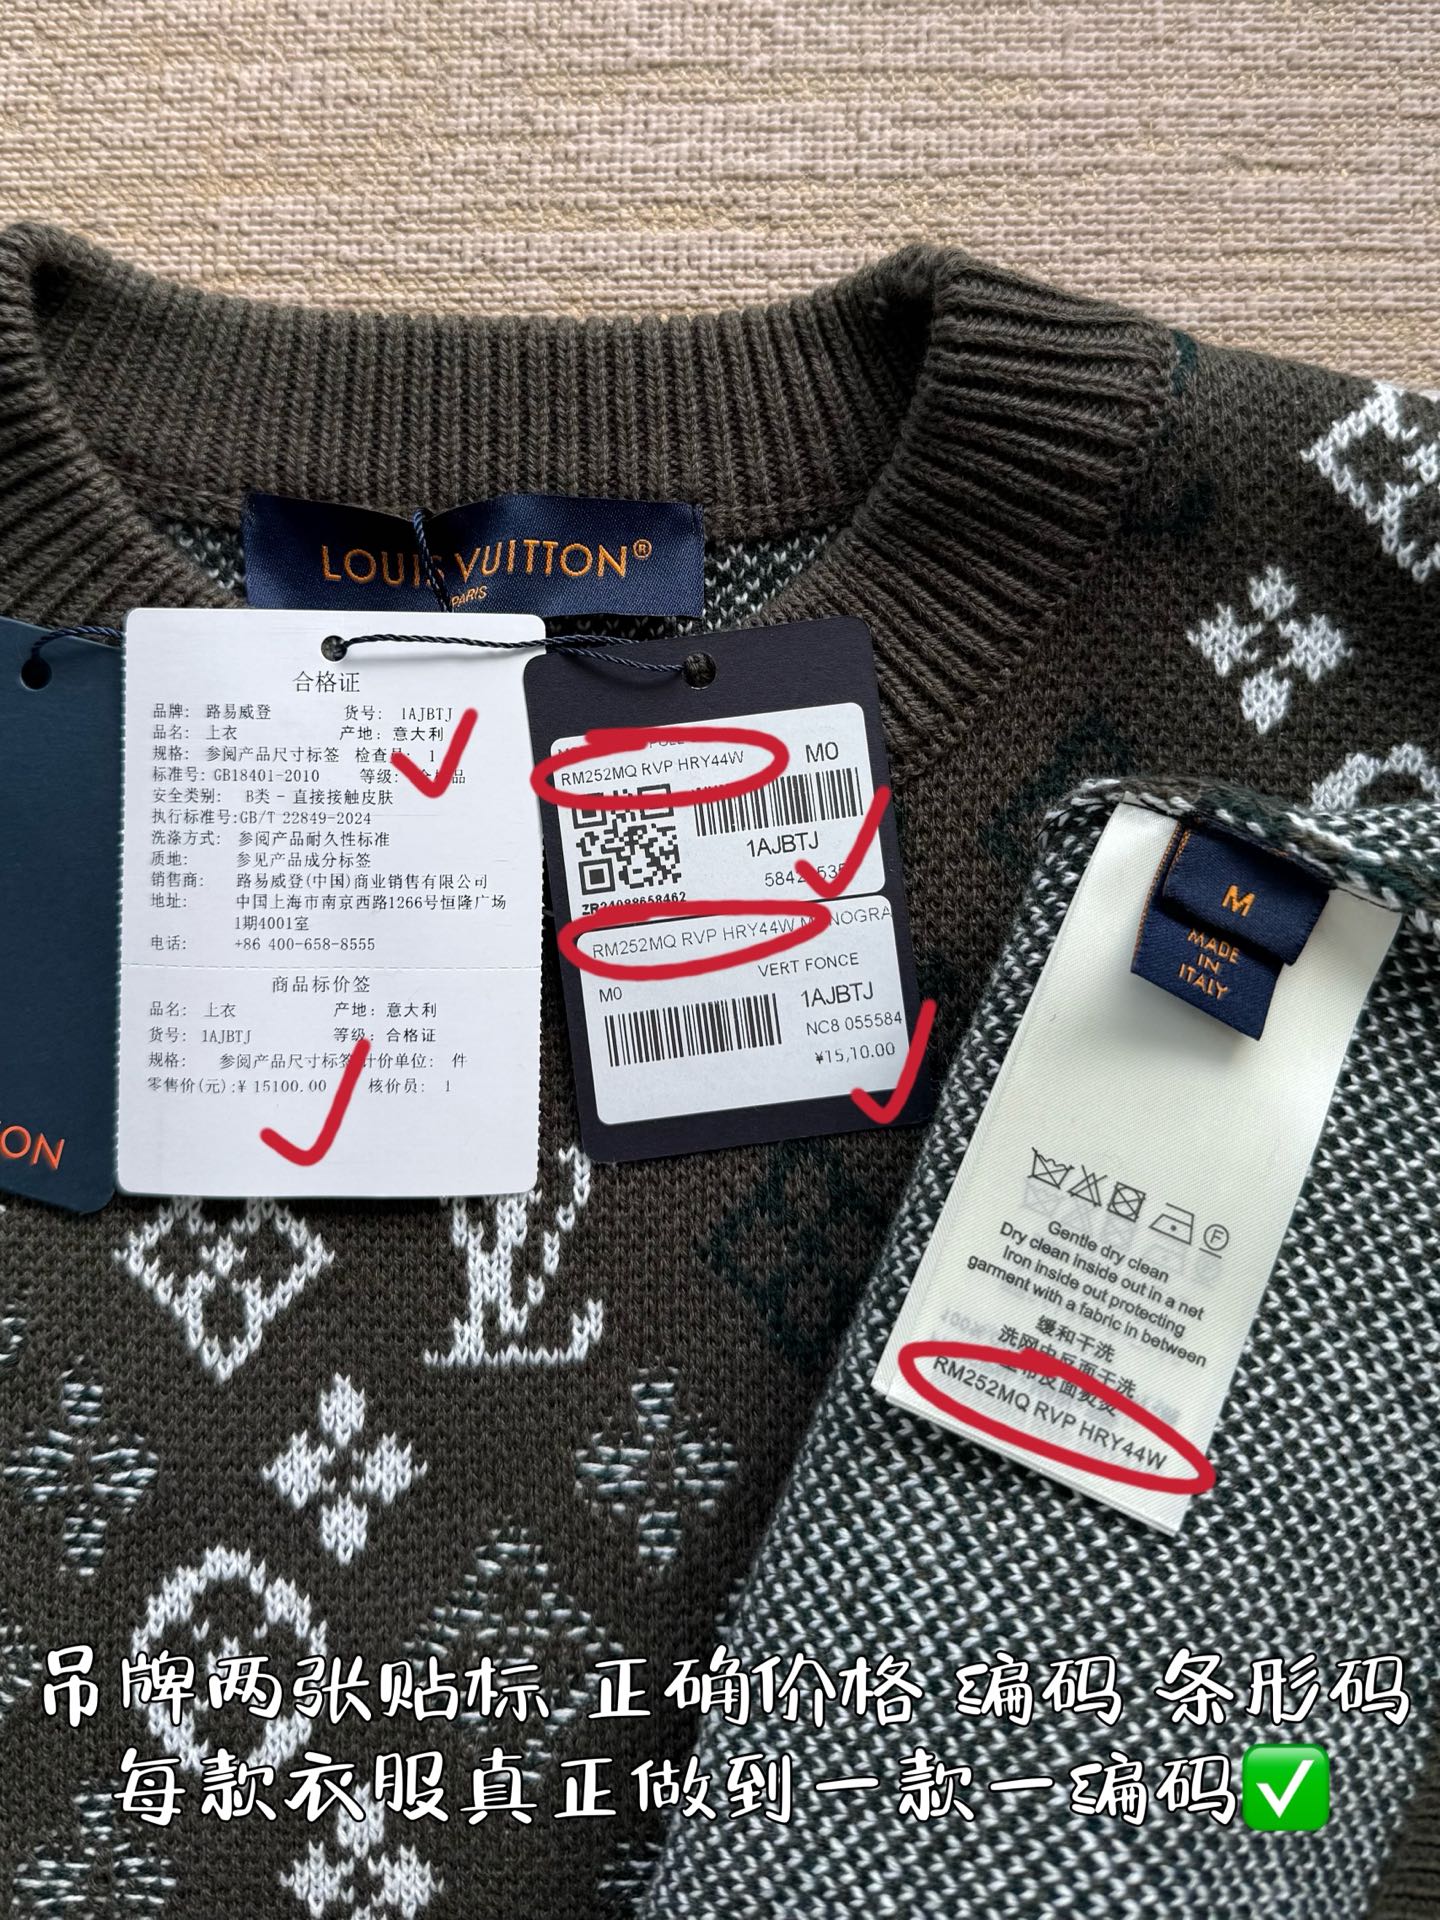 LOUIS VUITTON®
PARIS
合格证
品牌: 路易威登 货号: 1AJBTJ
品名: 上衣 产地: 意大利
规格: 参阅产品尺寸标签 检查员: 1
标准号: GB18401-2010 等级: 合格品
安全类别: B类 - 直接接触皮肤
执行标准号:GB/T 22849-2024
洗涤方式: 参阅产品耐久性标准
质地: 参见产品成分标签
销售商: 路易威登(中国)商业销售有限公司
地址: 中国上海市南京西路1266号恒隆广场
1期4001室
电话: +86 400-658-8555
商品标价签
品名: 上衣 产地: 意大利
货号: 1AJBTJ 等级: 合格证
规格: 参阅产品尺寸标签 计价单位: 件
零售价(元):¥ 15100.00 核价员: 1
ON
RM252MQ RVP HRY44W M0
1AJBTJ
ZR24088658462
RM252MQ RVP HRY44W MONOGRA
VERT FONCE
M0 1AJBTJ
NC8 055584
¥15,10.00
M
MADE
IN
ITALY
F
Gentle dry clean
Dry clean inside out in a net
Iron inside out protecting
garment with a fabric in between
缓和干洗
洗网中反面干洗
RM252MQ RVP HRY44W
吊牌两张贴标 正确价格 编码 条形码
每款衣服真正做到一款一编码✅